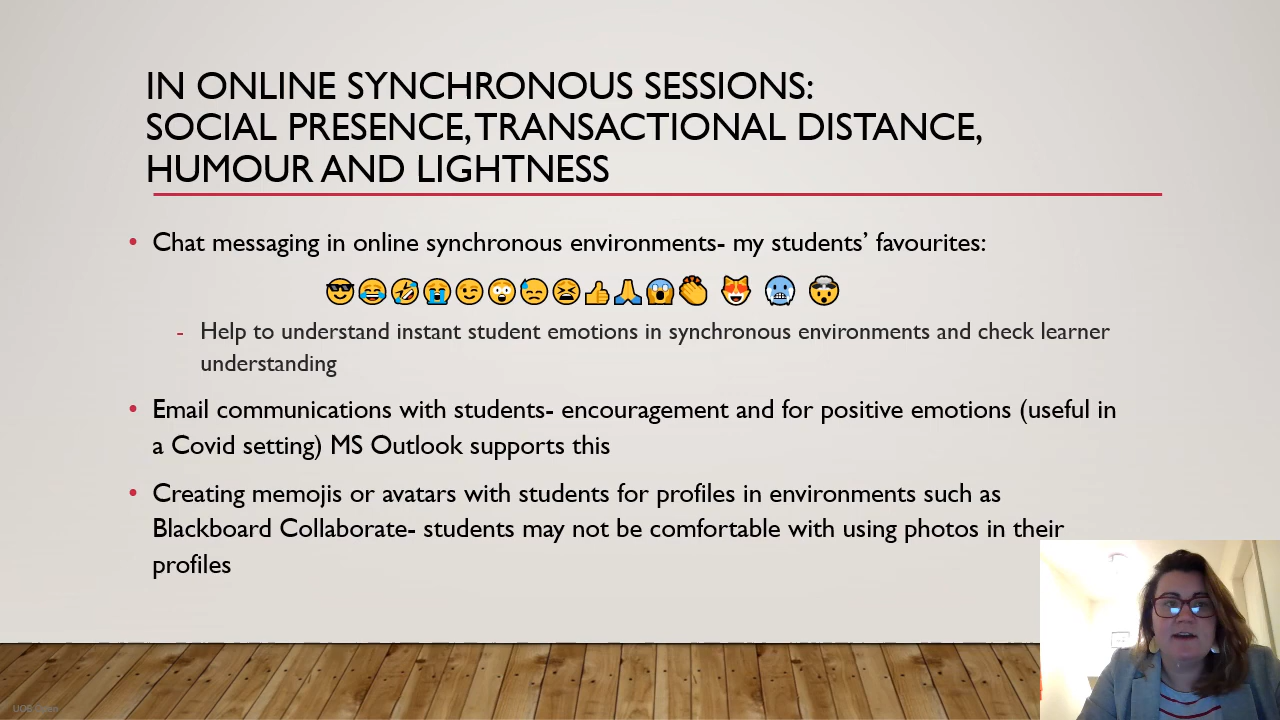 IN ONLINE SYNCHRONOUS SESSIONS:
SOCIAL PRESENCE, TRANSACTIONAL DISTANCE,
HUMOUR AND LIGHTNESS
• Chat messaging in online synchronous environments- my students’ favourites:
😎😂🤣😭😉😲😓😫👍🙏😱👏 😻 🥶 🤯
- Help to understand instant student emotions in synchronous environments and check learner
understanding
• Email communications with students- encouragement and for positive emotions (useful in
a Covid setting) MS Outlook supports this
• Creating memojis or avatars with students for profiles in environments such as
Blackboard Collaborate- students may not be comfortable with using photos in their
profiles
UOB Open